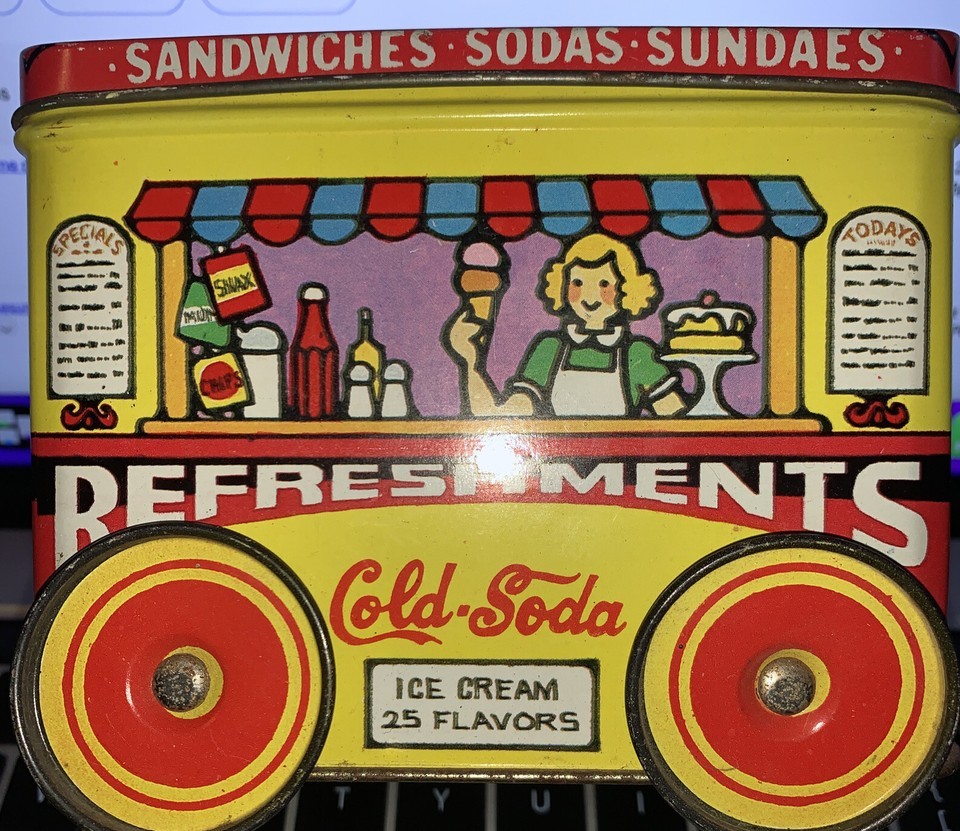 · SANDWICHES · SODAS · SUNDAES ·
SPECIALS
TODAYS
SNAX
CHIPS
REFRESHMENTS
Cold-Soda
ICE CREAM
25 FLAVORS
T Y U I